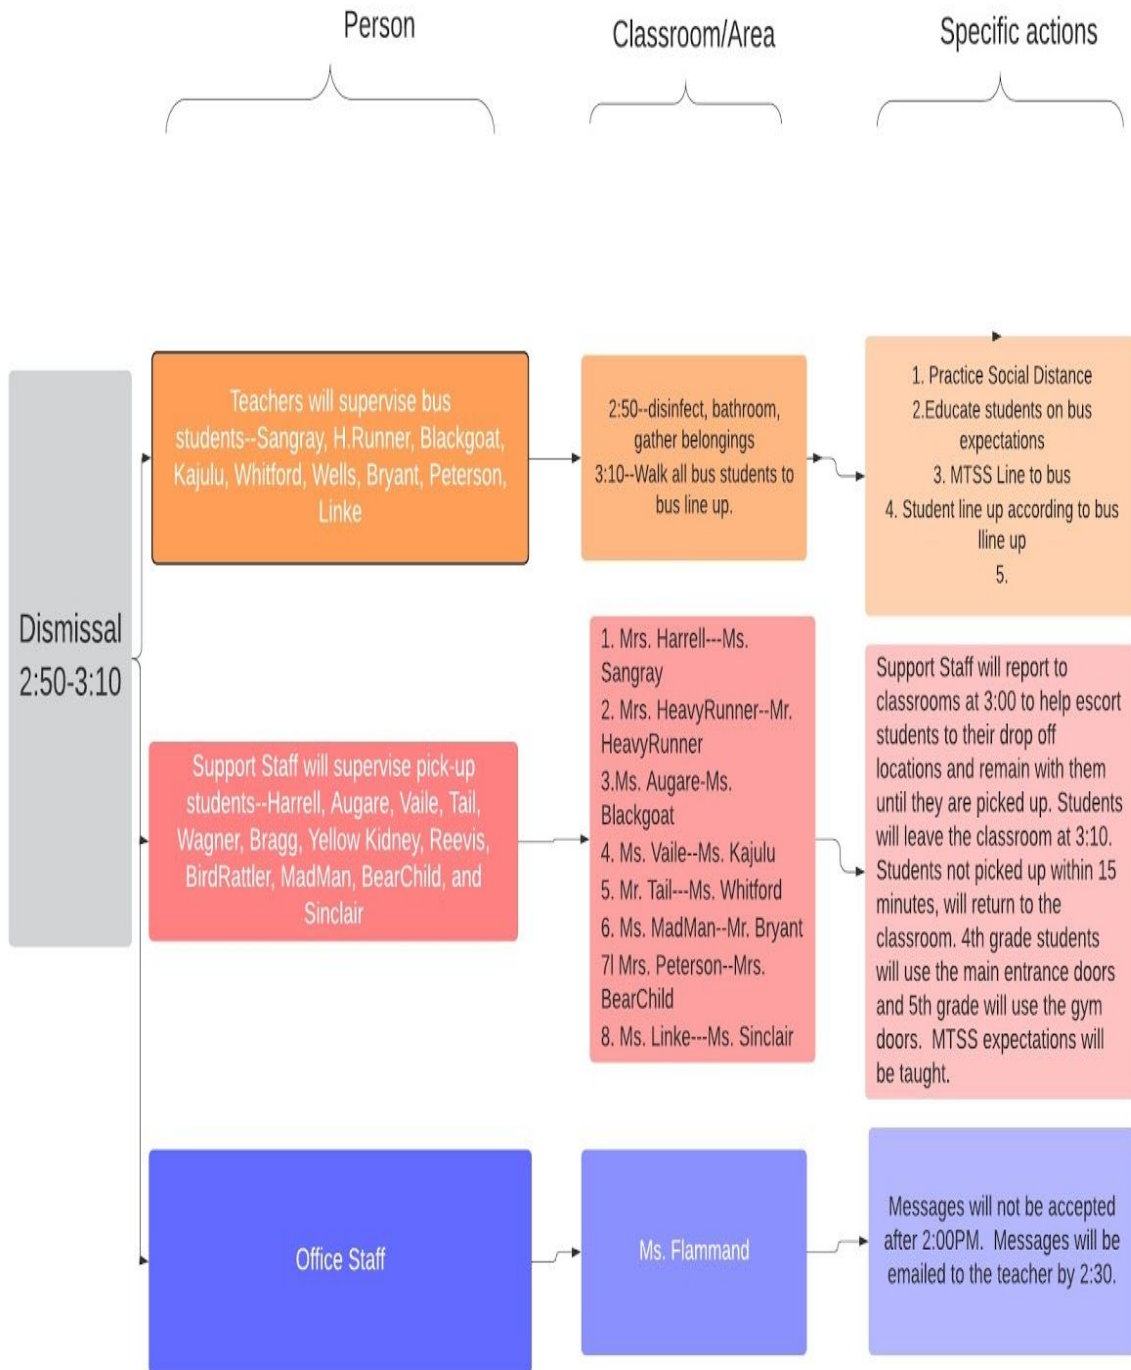 Person
Classroom/Area
Specific actions
Dismissal
2:50-3:10
Teachers will supervise bus
students--Sangray, H.Runner, Blackgoat,
Kajulu, Whitford, Wells, Bryant, Peterson,
Linke
2:50--disinfect, bathroom,
gather belongings
3:10--Walk all bus students to
bus line up.
1. Practice Social Distance
2.Educate students on bus
expectations
3. MTSS Line to bus
4. Student line up according to bus
lline up
5.
Support Staff will supervise pick-up
students--Harrell, Augare, Vaile, Tail,
Wagner, Bragg, Yellow Kidney, Reevis,
BirdRattler, MadMan, BearChild, and
Sinclair
1. Mrs. Harrell---Ms.
Sangray
2. Mrs. HeavyRunner--Mr.
HeavyRunner
3.Ms. Augare-Ms.
Blackgoat
4. Ms. Vaile--Ms. Kajulu
5. Mr. Tail---Ms. Whitford
6. Ms. MadMan--Mr. Bryant
7l Mrs. Peterson--Mrs.
BearChild
8. Ms. Linke---Ms. Sinclair
Support Staff will report to
classrooms at 3:00 to help escort
students to their drop off
locations and remain with them
until they are picked up. Students
will leave the classroom at 3:10.
Students not picked up within 15
minutes, will return to the
classroom. 4th grade students
will use the main entrance doors
and 5th grade will use the gym
doors.  MTSS expectations will
be taught.
Office Staff
Ms. Flammand
Messages will not be accepted
after 2:00PM.  Messages will be
emailed to the teacher by 2:30.